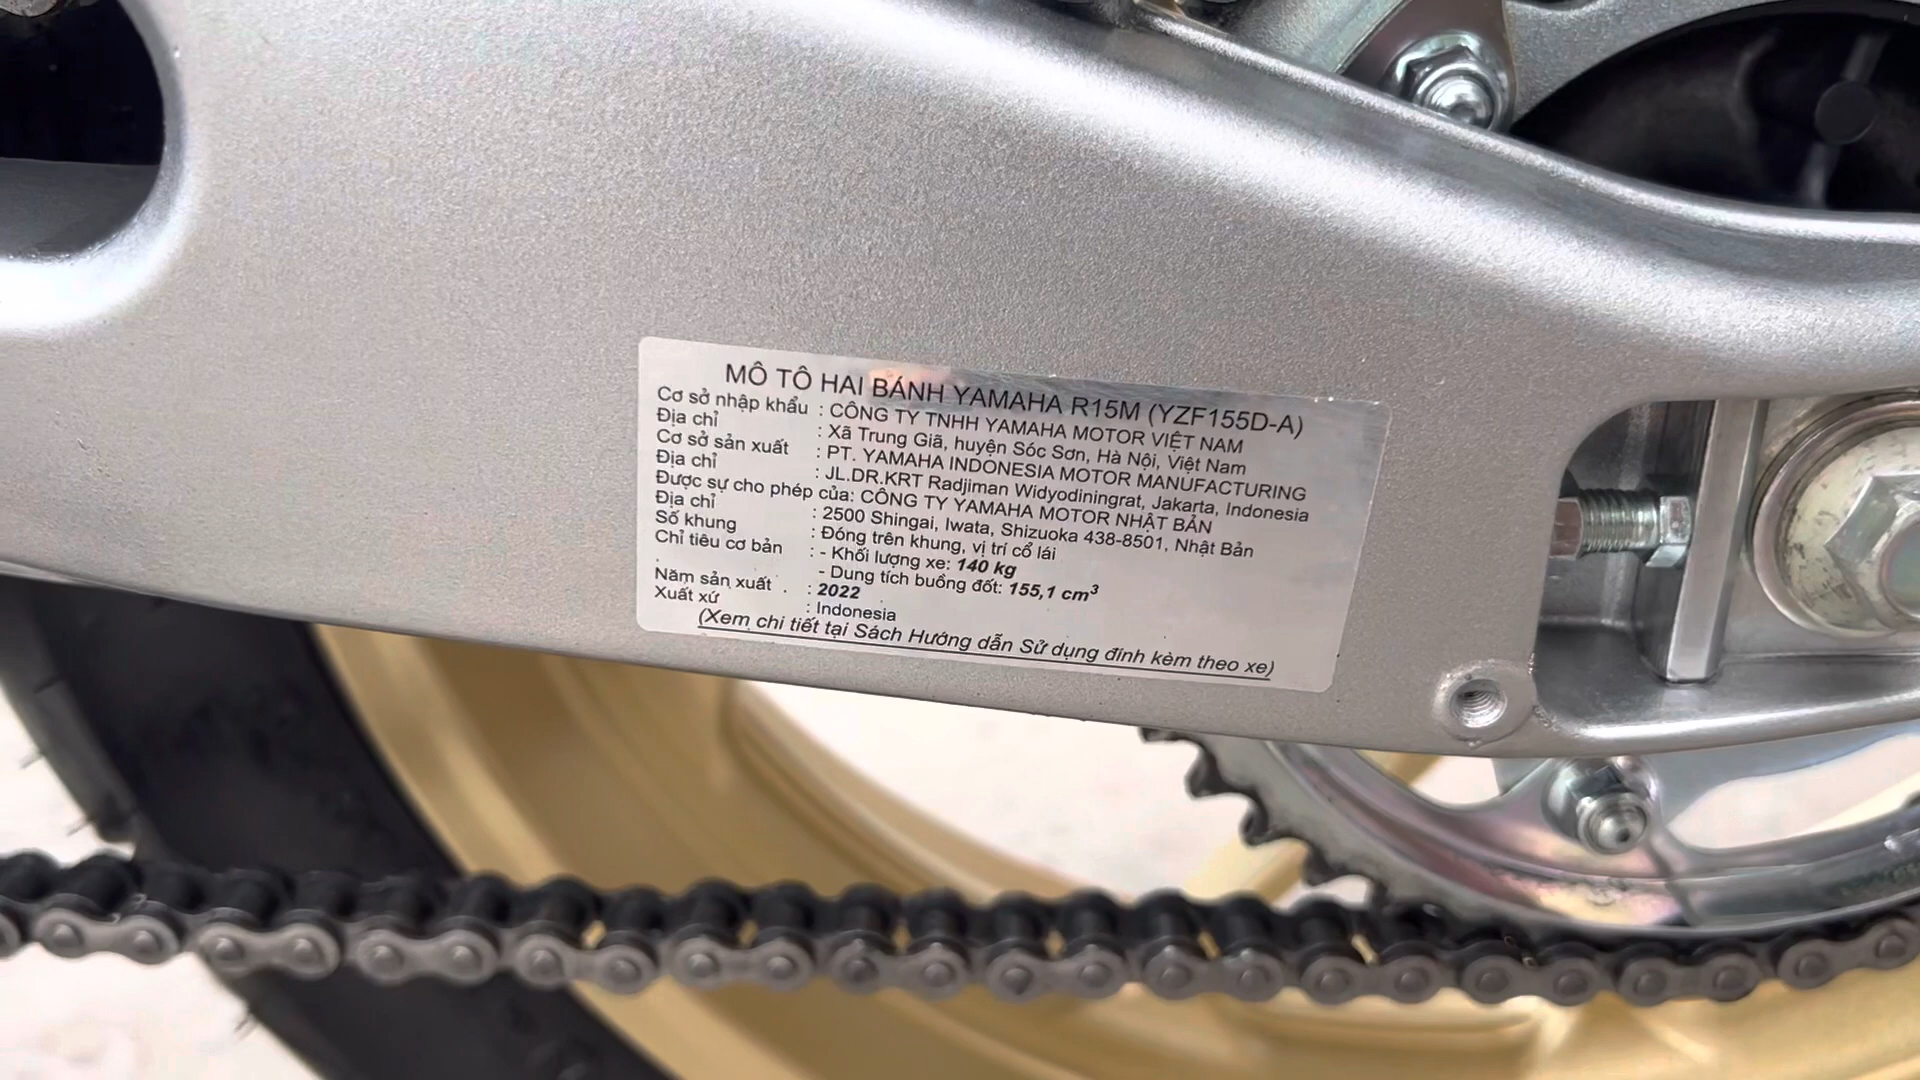 MÔ TÔ HAI BÁNH YAMAHA R15M (YZF155D-A)
Cơ sở nhập khẩu : CÔNG TY TNHH YAMAHA MOTOR VIỆT NAM
Địa chỉ : Xã Trung Giã, huyện Sóc Sơn, Hà Nội, Việt Nam
Cơ sở sản xuất : PT. YAMAHA INDONESIA MOTOR MANUFACTURING
Địa chỉ : JL.DR.KRT Radjiman Widyodiningrat, Jakarta, Indonesia
Được sự cho phép của: CÔNG TY YAMAHA MOTOR NHẬT BẢN
Địa chỉ : 2500 Shingai, Iwata, Shizuoka 438-8501, Nhật Bản
Số khung : Đóng trên khung, vị trí cổ lái
Chỉ tiêu cơ bản : - Khối lượng xe: 140 kg
- Dung tích buồng đốt: 155,1 cm³
Năm sản xuất : 2022
Xuất xứ : Indonesia
(Xem chi tiết tại Sách Hướng dẫn Sử dụng đính kèm theo xe)